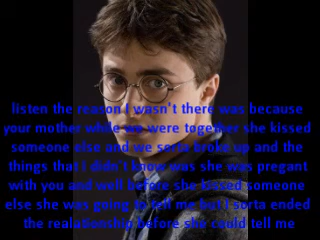 listen the reason I wasn't there was because
your mother while we were together she kissed
someone else and we sorta broke up and the
things that i didn't know was she was pregant
with you and well before she kissed someone
else she was going to tell me but I sorta ended
the realationship before she could tell me